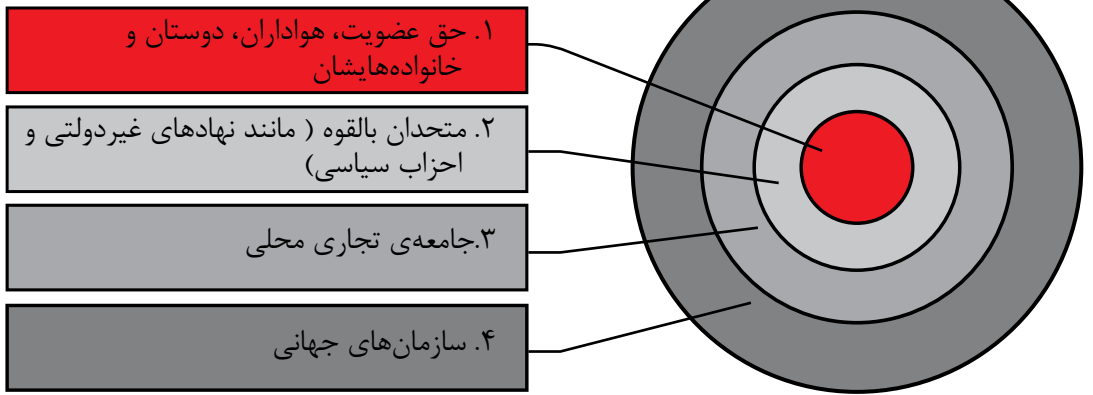 ۱. حق عضویت، هواداران، دوستان و
خانواده‌هایشان
۲. متحدان بالقوه ( مانند نهادهای غیردولتی و
احزاب سیاسی)
۳.جامعه‌ی تجاری محلی
۴. سازمان‌های جهانی